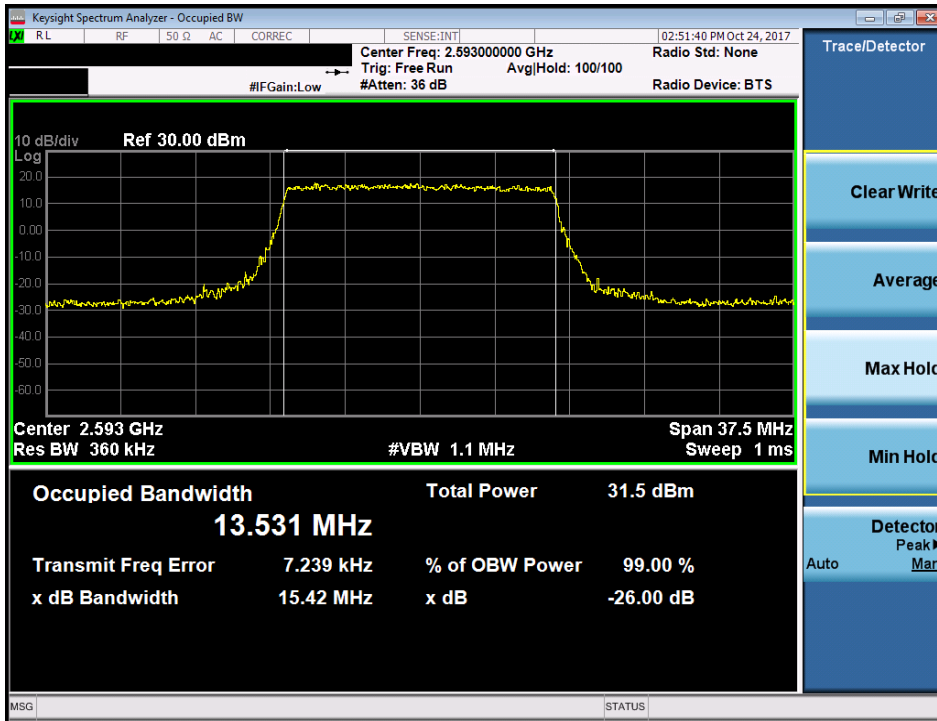 Keysight Spectrum Analyzer - Occupied BW
LXI RL RF 50 Ω AC CORREC SENSE:INT 02:51:40 PM Oct 24, 2017
Center Freq: 2.593000000 GHz Radio Std: None
Trig: Free Run Avg|Hold: 100/100
#IFGain:Low #Atten: 36 dB Radio Device: BTS
10 dB/div Ref 30.00 dBm
Log
20.0
10.0
0.00
-10.0
-20.0
-30.0
-40.0
-50.0
-60.0
Center 2.593 GHz Span 37.5 MHz
Res BW 360 kHz #VBW 1.1 MHz Sweep 1 ms
Occupied Bandwidth Total Power 31.5 dBm
13.531 MHz
Transmit Freq Error 7.239 kHz % of OBW Power 99.00 %
x dB Bandwidth 15.42 MHz x dB -26.00 dB
MSG STATUS
Trace/Detector
Clear Write
Average
Max Hold
Min Hold
Detector
Peak
Auto Man